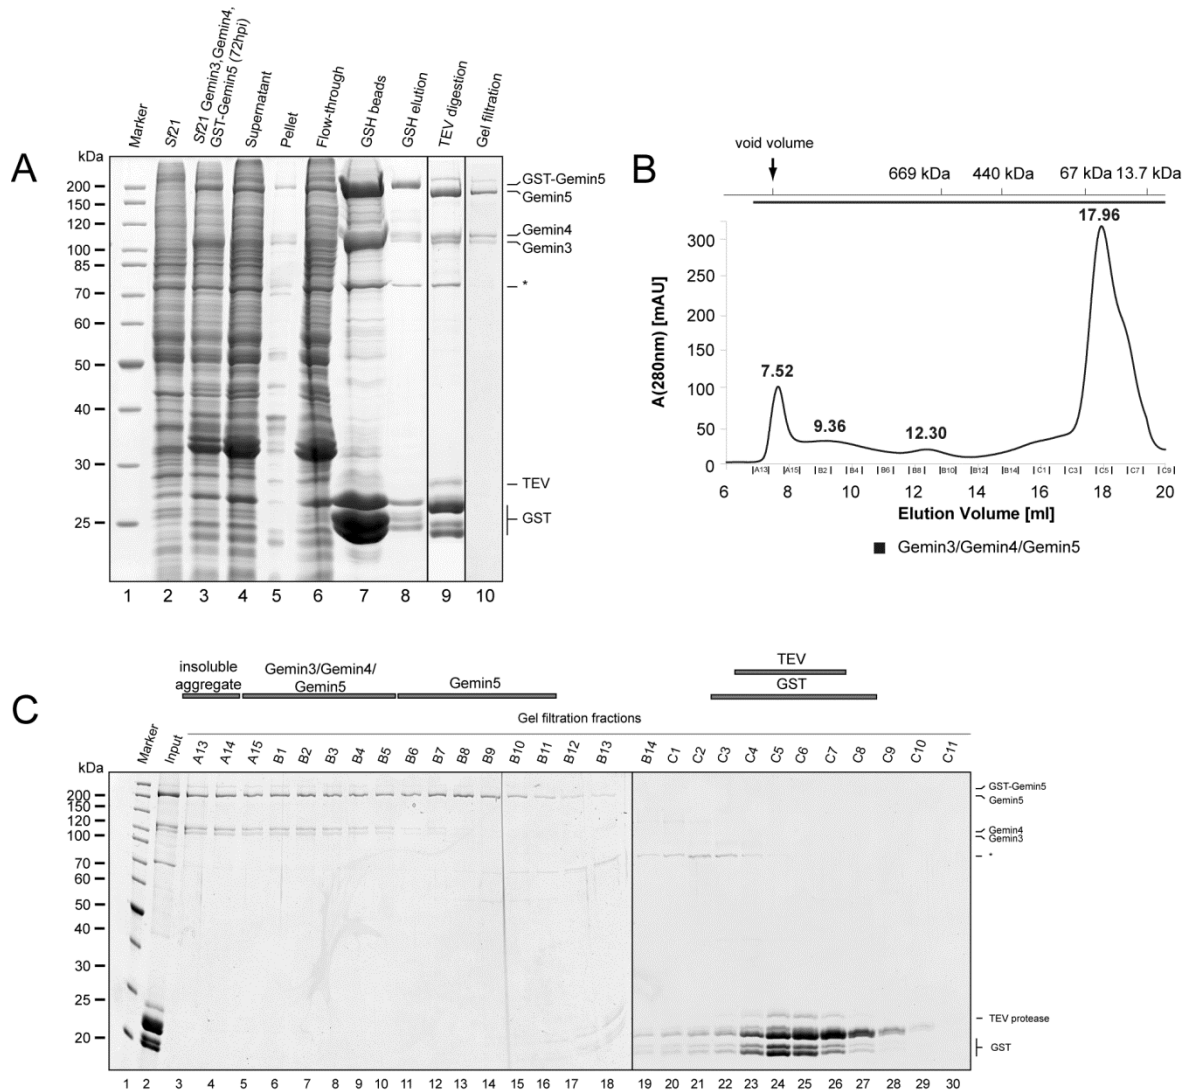 A
Marker
Sf21
Sf21 Gemin3,Gemin4,
GST-Gemin5 (72hpi)
Supernatant
Pellet
Flow-through
GSH beads
GSH elution
TEV digestion
Gel filtration
kDa
200
150
120
100
85
70
60
50
40
30
25
GST-Gemin5
Gemin5
Gemin4
Gemin3
*
TEV
GST
1 2 3 4 5 6 7 8 9 10
B
void volume
669 kDa 440 kDa 67 kDa 13.7 kDa
A(280nm) [mAU]
300
250
200
150
100
50
0
7.52
9.36
12.30
17.96
A13 A15 B2 B4 B6 B8 B10 B12 B14 C1 C3 C5 C7 C9
6 8 10 12 14 16 18 20
Elution Volume [ml]
Gemin3/Gemin4/Gemin5
C
insoluble
aggregate
Gemin3/Gemin4/
Gemin5
Gemin5
TEV
GST
Gel filtration fractions
Marker Input A13 A14 A15 B1 B2 B3 B4 B5 B6 B7 B8 B9 B10 B11 B12 B13 B14 C1 C2 C3 C4 C5 C6 C7 C8 C9 C10 C11
kDa
200
150
120
100
70
60
50
40
30
25
20
GST-Gemin5
Gemin5
Gemin4
Gemin3
*
TEV protease
GST
1 2 3 4 5 6 7 8 9 10 11 12 13 14 15 16 17 18 19 20 21 22 23 24 25 26 27 28 29 30